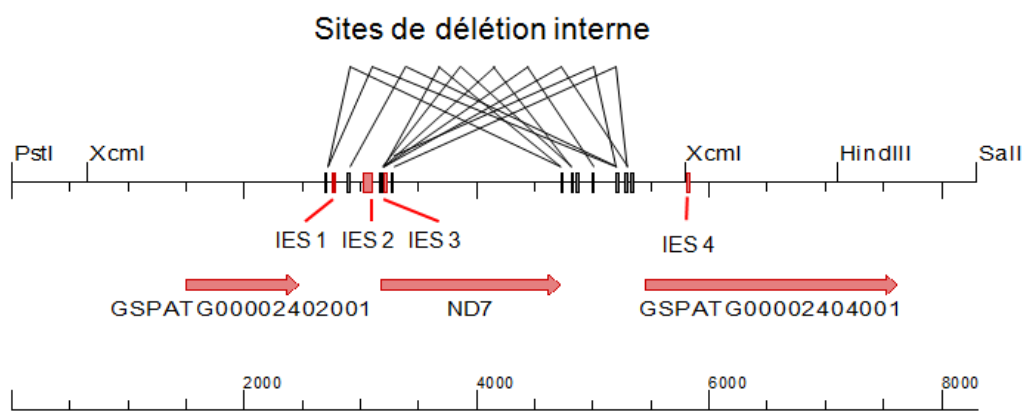 Sites de délétion interne
PstI XcmI XcmI HindIII SalI
IES 1 IES 2 IES 3 IES 4
GSPATG00002402001 ND7 GSPATG00002404001
2000 4000 6000 8000